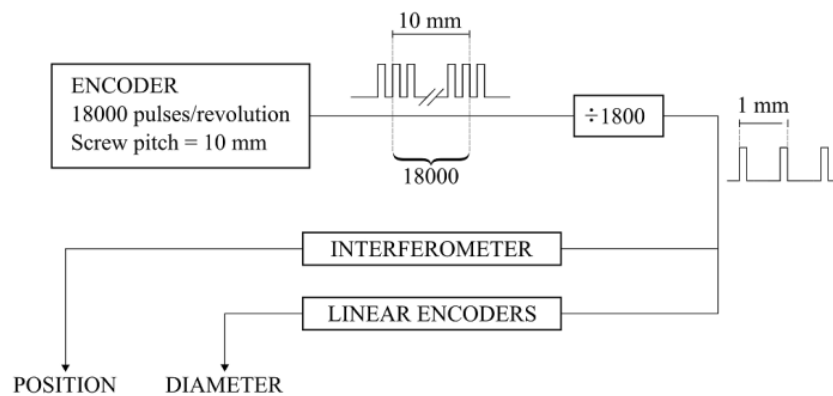 10 mm
ENCODER
18000 pulses/revolution
Screw pitch = 10 mm
÷1800
1 mm
18000
INTERFEROMETER
LINEAR ENCODERS
POSITION
DIAMETER